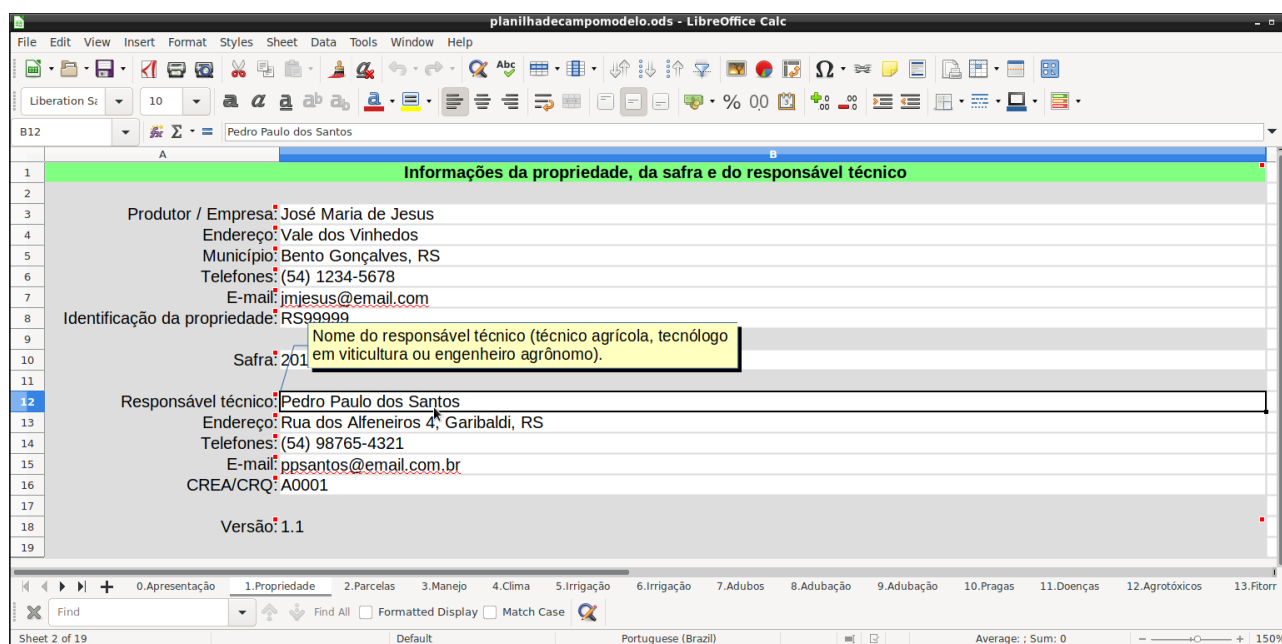 planilhadecampomodelo.ods - LibreOffice Calc
File Edit View Insert Format Styles Sheet Data Tools Window Help
Liberation Sa 10
B12 Pedro Paulo dos Santos
A B
1 Informações da propriedade, da safra e do responsável técnico
2
3 Produtor / Empresa: José Maria de Jesus
4 Endereço: Vale dos Vinhedos
5 Município: Bento Gonçalves, RS
6 Telefones: (54) 1234-5678
7 E-mail: jmjesus@email.com
8 Identificação da propriedade: RS99999
Nome do responsável técnico (técnico agrícola, tecnólogo
em viticultura ou engenheiro agrônomo).
9
10 Safra: 201
11
12 Responsável técnico: Pedro Paulo dos Santos
13 Endereço: Rua dos Alfeneiros 4, Garibaldi, RS
14 Telefones: (54) 98765-4321
15 E-mail: ppsantos@email.com.br
16 CREA/CRQ: A0001
17
18 Versão: 1.1
19
0.Apresentação 1.Propriedade 2.Parcelas 3.Manejo 4.Clima 5.Irrigação 6.Irrigação 7.Adubos 8.Adubação 9.Adubação 10.Pragas 11.Doenças 12.Agrotóxicos 13.Fitorr
Find Find All Formatted Display Match Case
Sheet 2 of 19 Default Portuguese (Brazil) Average: ; Sum: 0 150%